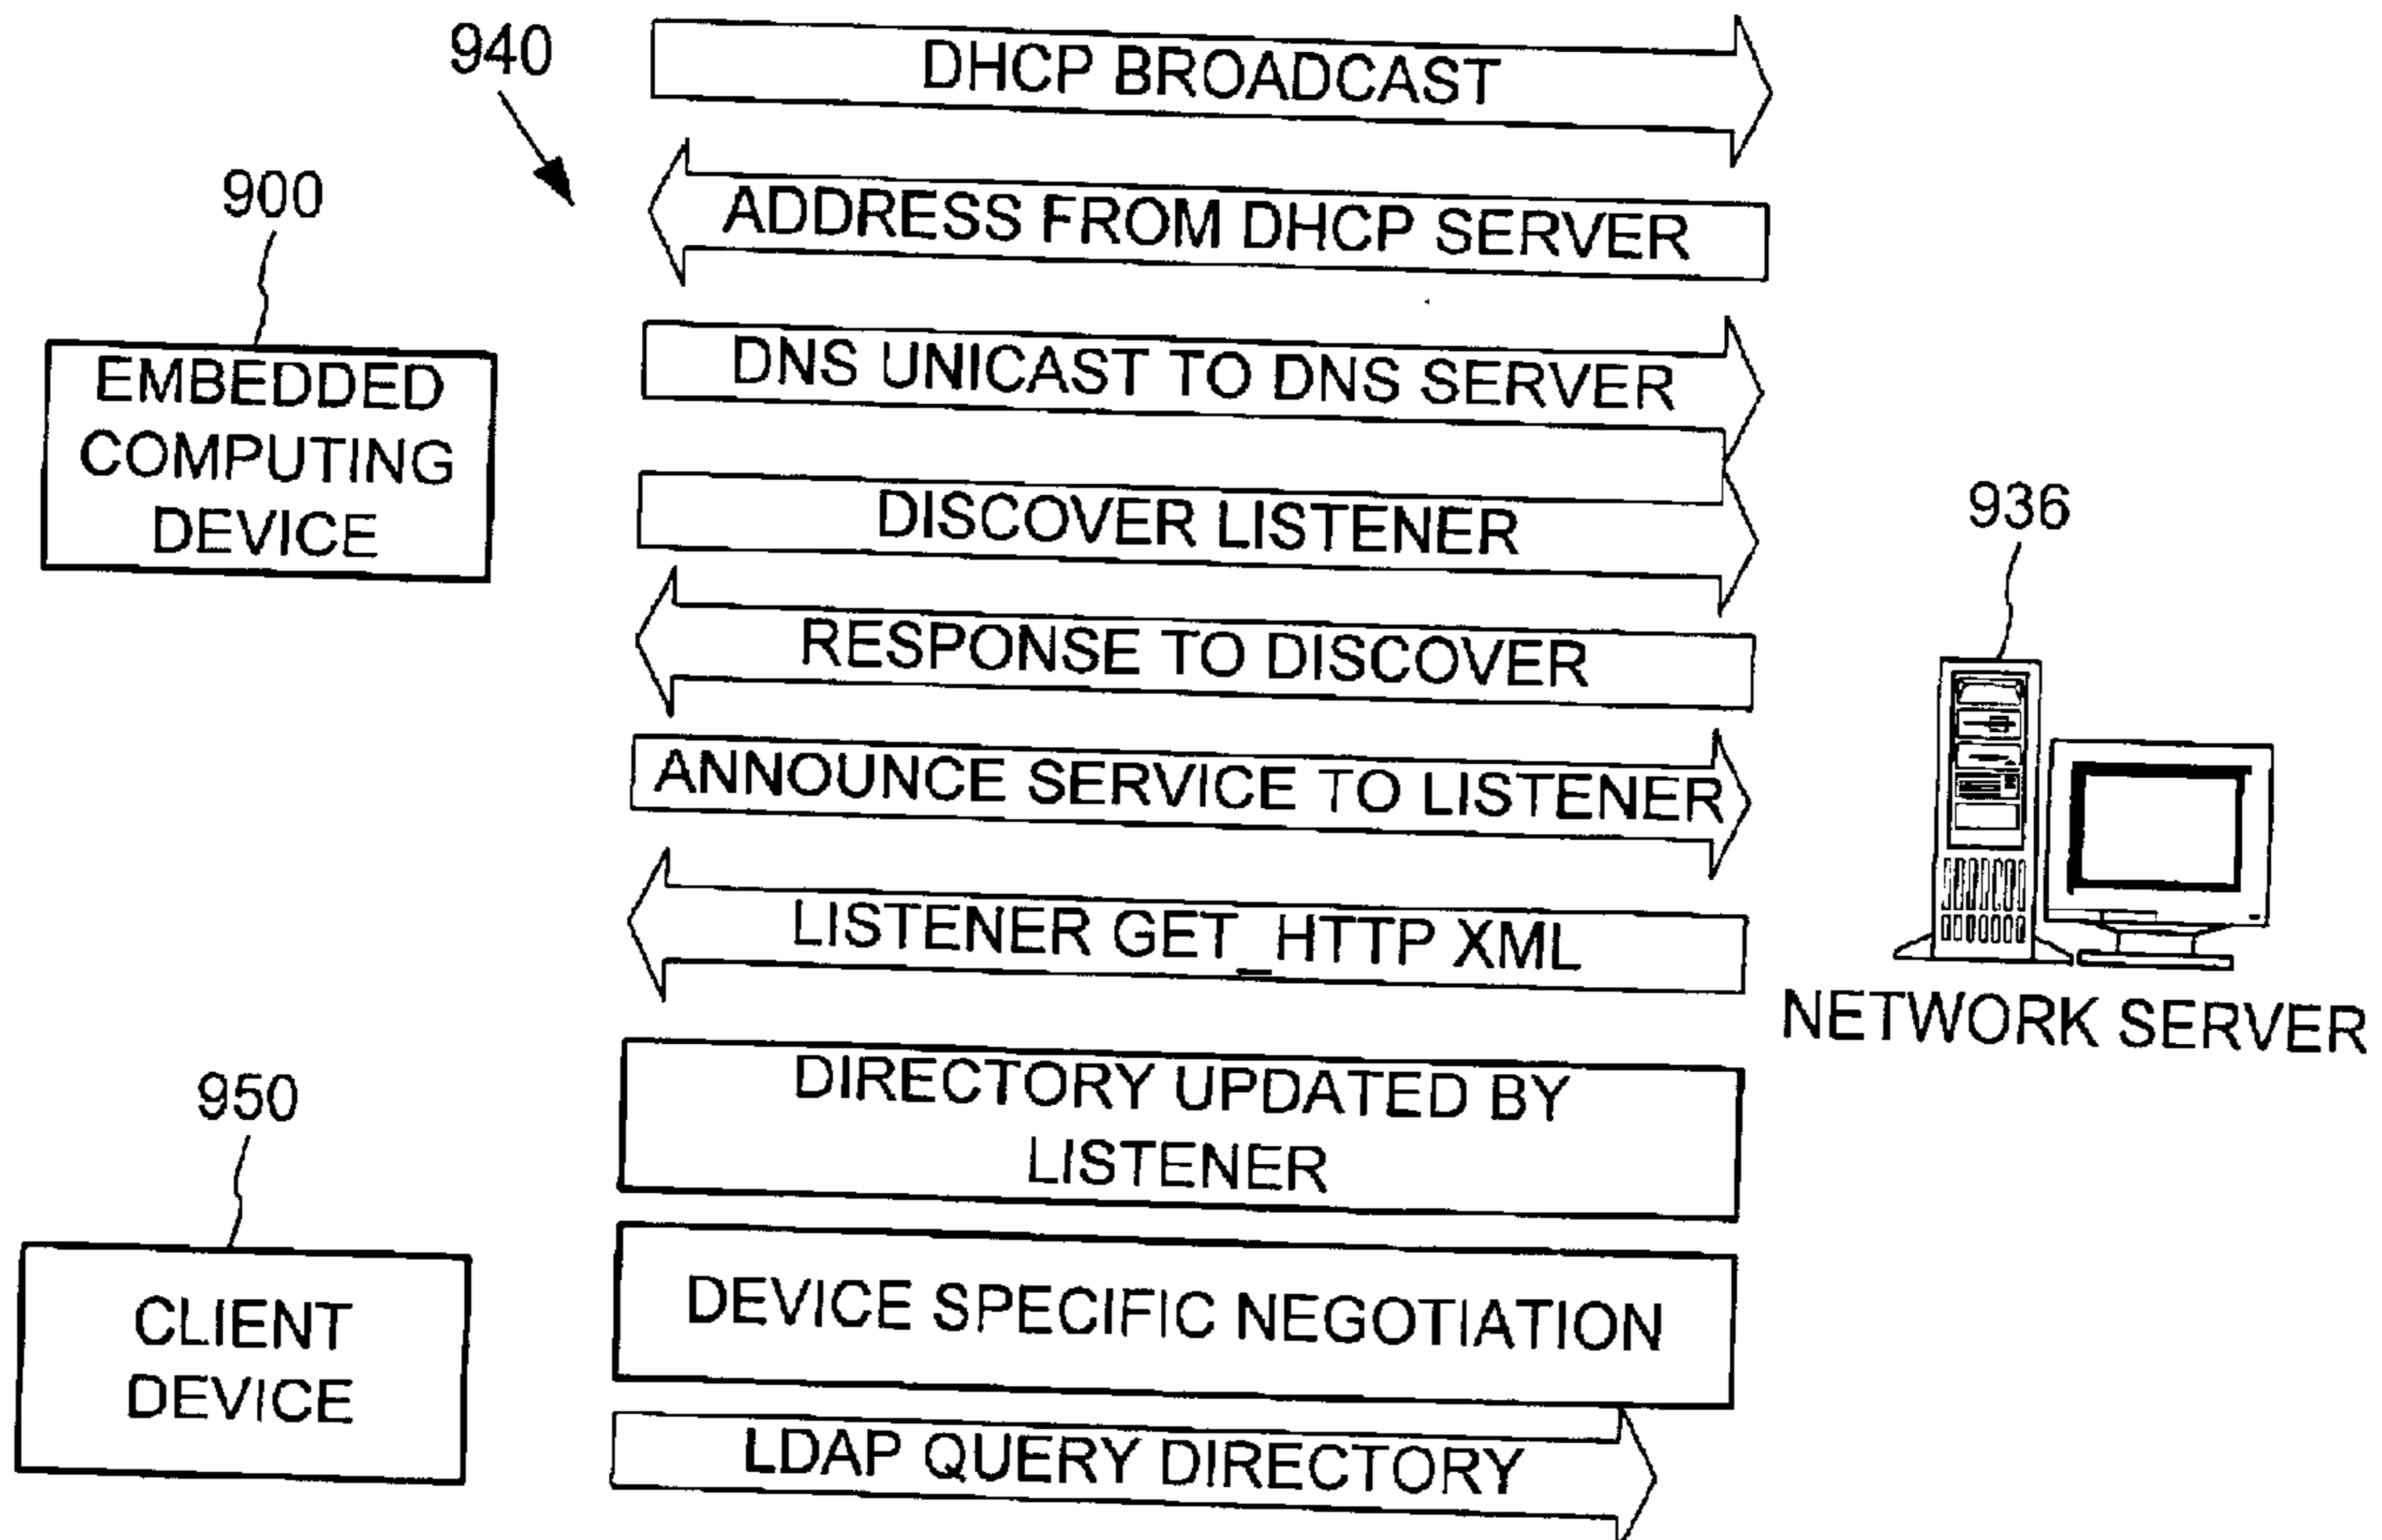 940
DHCP BROADCAST
900
ADDRESS FROM DHCP SERVER
EMBEDDED
COMPUTING
DEVICE
DNS UNICAST TO DNS SERVER
DISCOVER LISTENER
936
RESPONSE TO DISCOVER
ANNOUNCE SERVICE TO LISTENER
LISTENER GET_HTTP XML
NETWORK SERVER
950
DIRECTORY UPDATED BY
LISTENER
CLIENT
DEVICE
DEVICE SPECIFIC NEGOTIATION
LDAP QUERY DIRECTORY